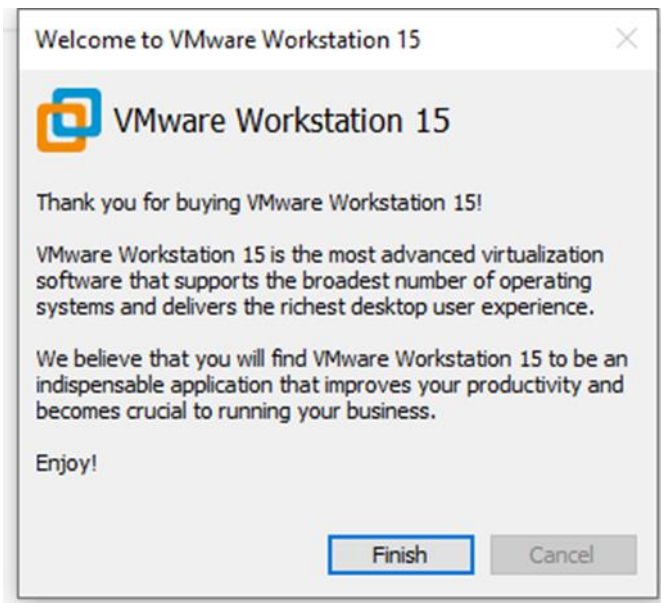 Welcome to VMware Workstation 15
VMware Workstation 15
Thank you for buying VMware Workstation 15!
VMware Workstation 15 is the most advanced virtualization
software that supports the broadest number of operating
systems and delivers the richest desktop user experience.
We believe that you will find VMware Workstation 15 to be an
indispensable application that improves your productivity and
becomes crucial to running your business.
Enjoy!
Finish
Cancel